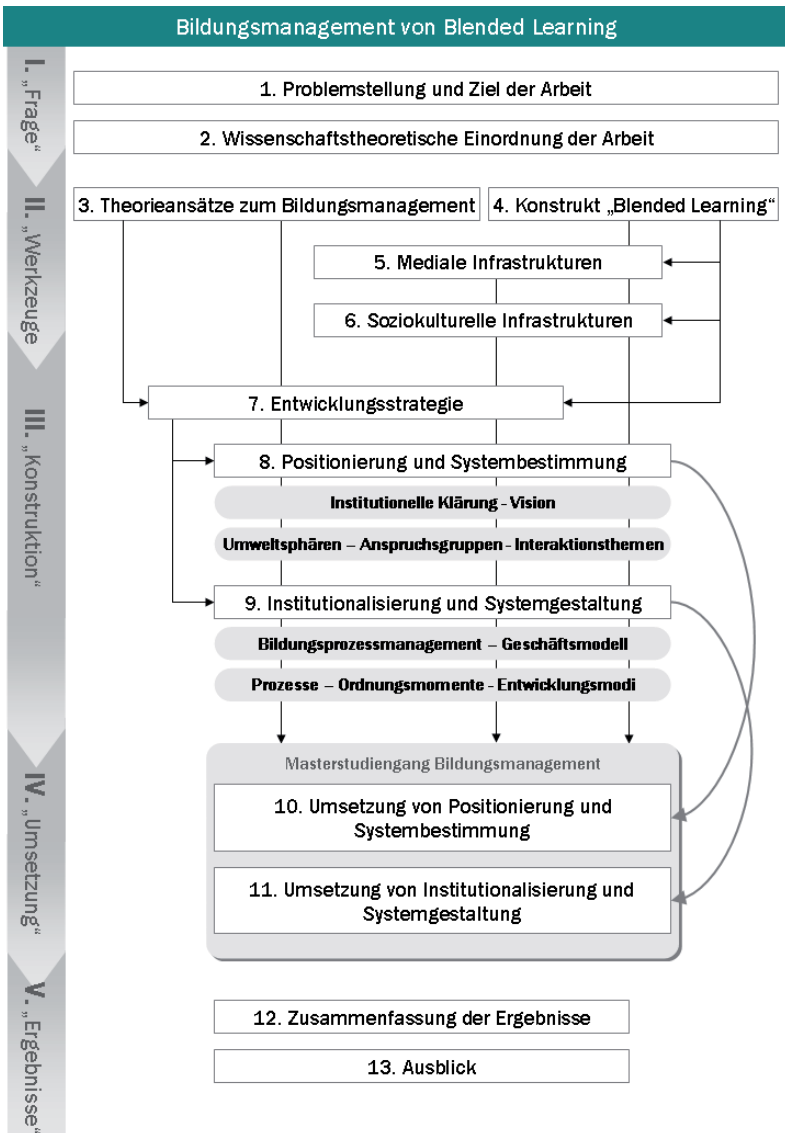 Bildungsmanagement von Blended Learning
I. „Frage“
1. Problemstellung und Ziel der Arbeit
2. Wissenschaftstheoretische Einordnung der Arbeit
II. „Werkzeuge
3. Theorieansätze zum Bildungsmanagement
4. Konstrukt „Blended Learning“
5. Mediale Infrastrukturen
6. Soziokulturelle Infrastrukturen
III. „Konstruktion“
7. Entwicklungsstrategie
8. Positionierung und Systembestimmung
Institutionelle Klärung - Vision
Umweltsphären – Anspruchsgruppen - Interaktionsthemen
9. Institutionalisierung und Systemgestaltung
Bildungsprozessmanagement – Geschäftsmodell
Prozesse – Ordnungsmomente - Entwicklungsmodi
IV. „Umsetzung“
Masterstudiengang Bildungsmanagement
10. Umsetzung von Positionierung und
Systembestimmung
11. Umsetzung von Institutionalisierung und
Systemgestaltung
V. „Ergebnisse“
12. Zusammenfassung der Ergebnisse
13. Ausblick